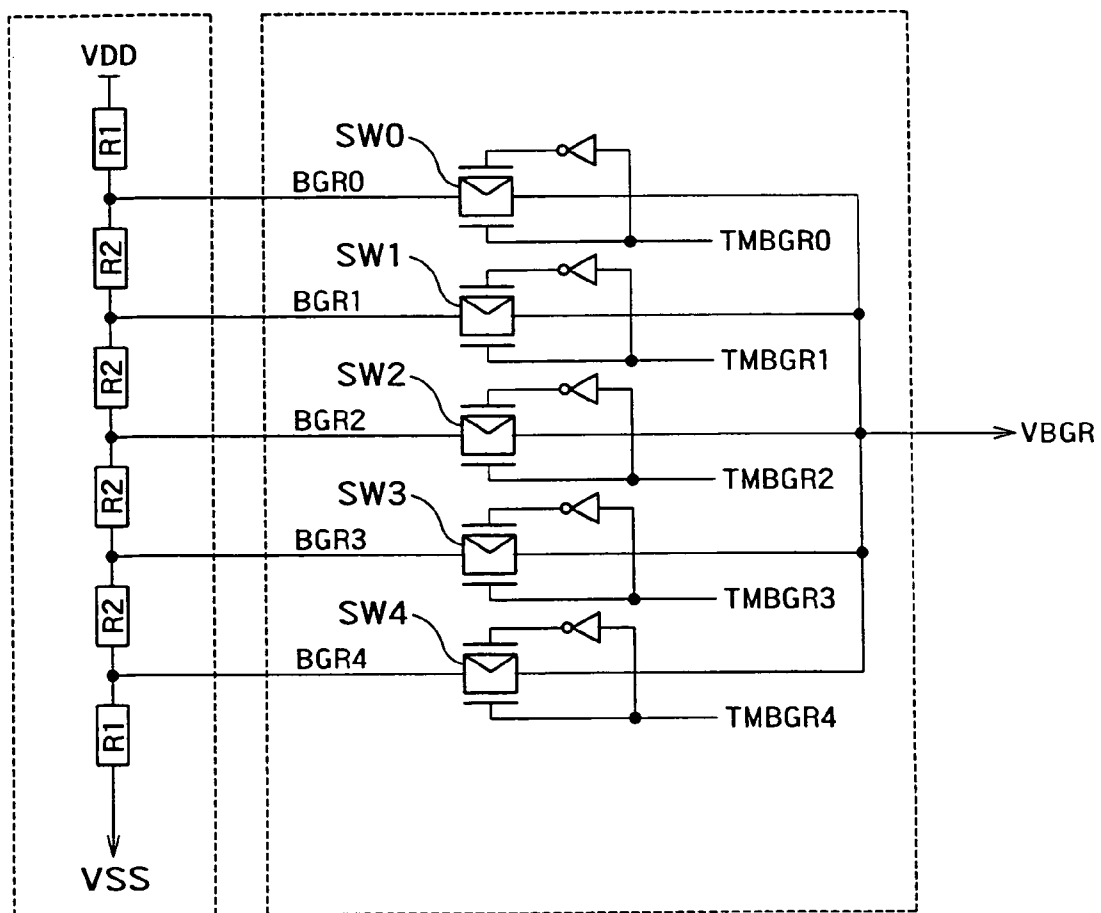 VDD
R1
SW0
BGR0
TMBGR0
R2
SW1
BGR1
TMBGR1
R2
SW2
BGR2
VBGR
TMBGR2
R2
SW3
BGR3
TMBGR3
R2
SW4
BGR4
TMBGR4
R1
VSS